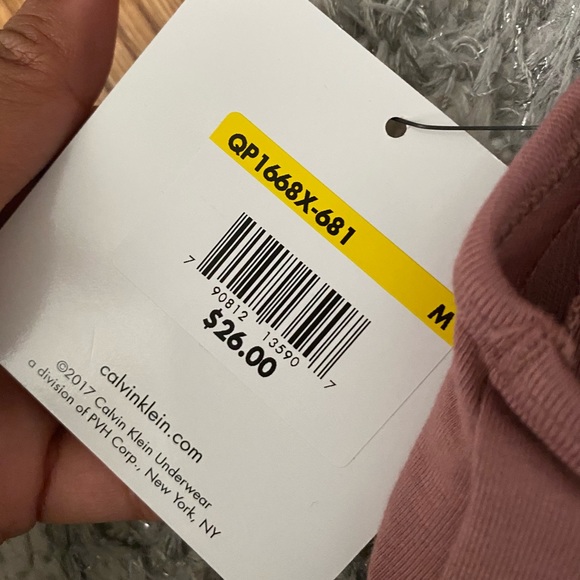 QP1668X-681
M
7 90812 13590 7
$26.00
calvinklein.com
©2017 Calvin Klein Underwear
a division of PVH Corp., New York, NY